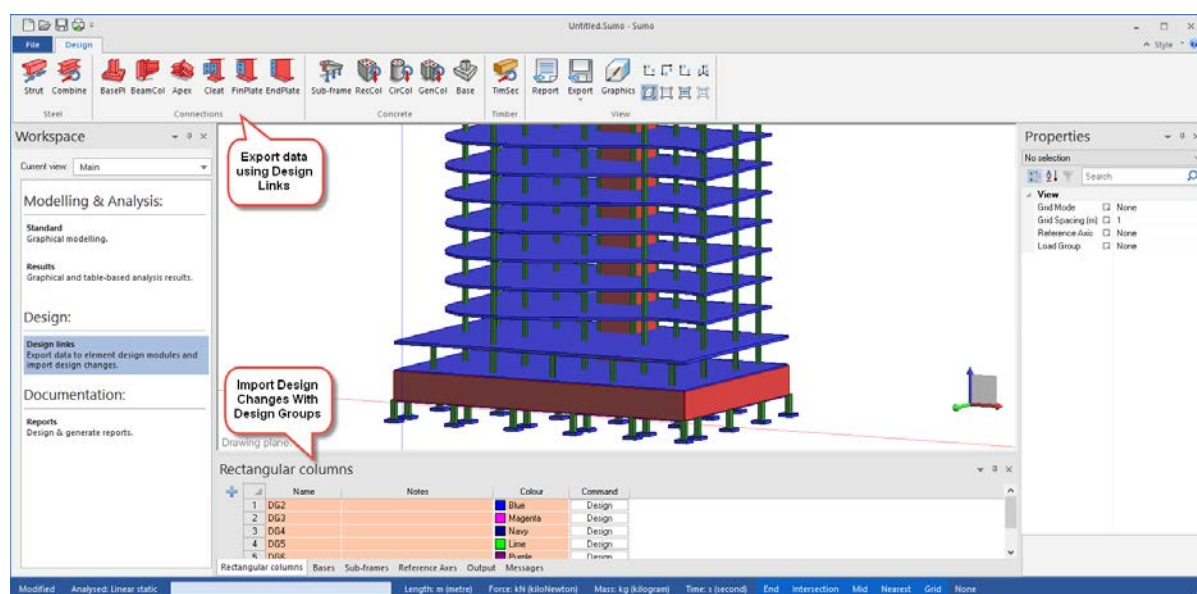 Untitled.Sumo - Sumo
File Design
Style
Strut Combine BasePl BeamCol Apex Cleat FinPlate EndPlate Sub-frame RecCol CirCol GenCol Base TimSec Report Export Graphics
Steel Connections Concrete Timber View
Workspace
Current view: Main
Modelling & Analysis:
Standard
Graphical modelling.
Results
Graphical and table-based analysis results.
Design:
Design links
Export data to element design modules and
import design changes.
Documentation:
Reports
Design & generate reports.
Export data
using Design
Links
Import Design
Changes With
Design Groups
Drawing plane:
Properties
No selection
Search
View
Grid Mode None
Grid Spacing (m) 1
Reference Axis None
Load Group None
Rectangular columns
Name Notes Colour Command
1 DG2 Blue Design
2 DG3 Magenta Design
3 DG4 Navy Design
4 DG5 Lime Design
5 DG6 Purple Design
Rectangular columns Bases Sub-frames Reference Axes Output Messages
Modified Analysed: Linear static Length: m (metre) Force: kN (kiloNewton) Mass: kg (kilogram) Time: s (second) End Intersection Mid Nearest Grid None